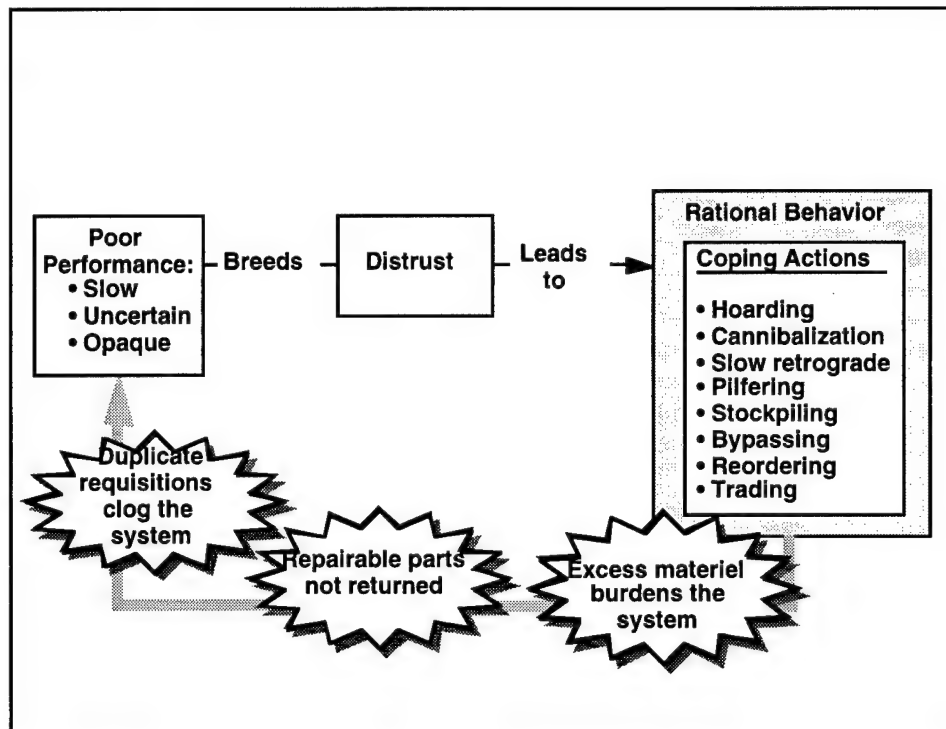 Poor
Performance:
• Slow
• Uncertain
• Opaque
Breeds
Distrust
Leads
to
Rational Behavior
Coping Actions
• Hoarding
• Cannibalization
• Slow retrograde
• Pilfering
• Stockpiling
• Bypassing
• Reordering
• Trading
Duplicate
requisitions
clog the
system
Repairable parts
not returned
Excess materiel
burdens the
system